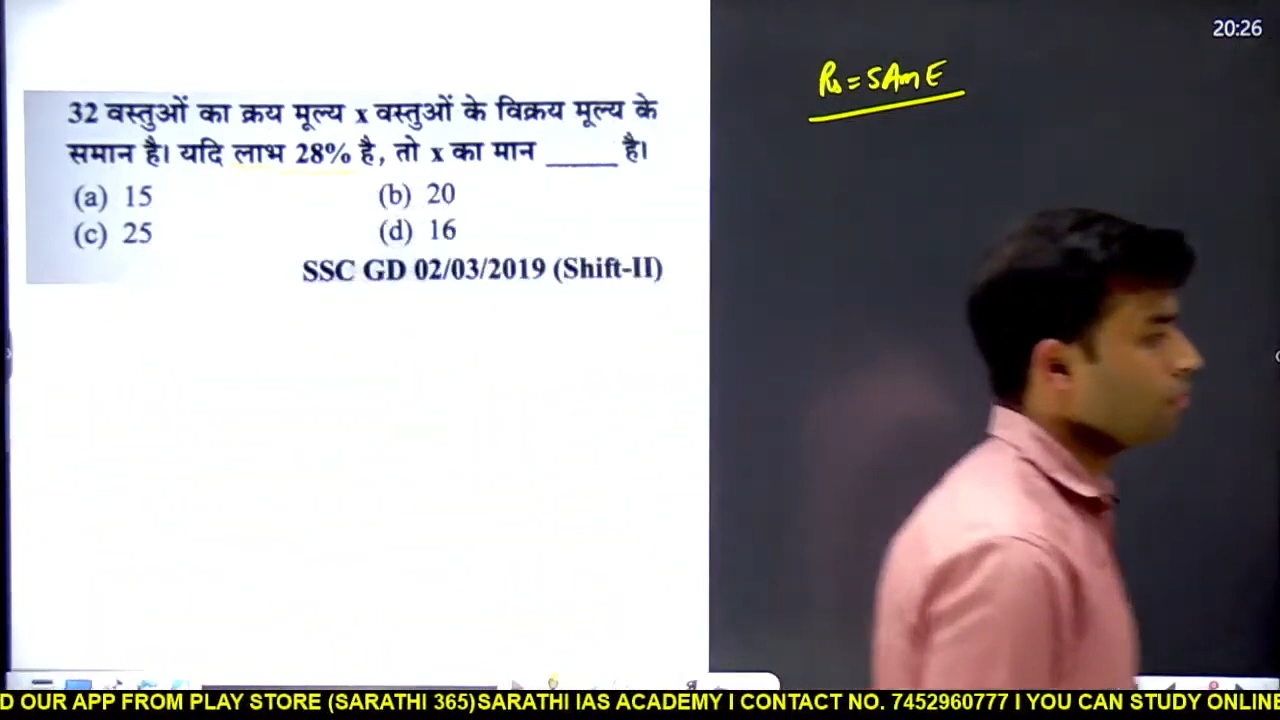 20:26
Rs = SAME
32 वस्तुओं का क्रय मूल्य x वस्तुओं के विक्रय मूल्य के
समान है। यदि लाभ 28% है, तो x का मान _____ है।
(a) 15 (b) 20
(c) 25 (d) 16
SSC GD 02/03/2019 (Shift-II)
D OUR APP FROM PLAY STORE (SARATHI 365)SARATHI IAS ACADEMY I CONTACT NO. 7452960777 I YOU CAN STUDY ONLINE